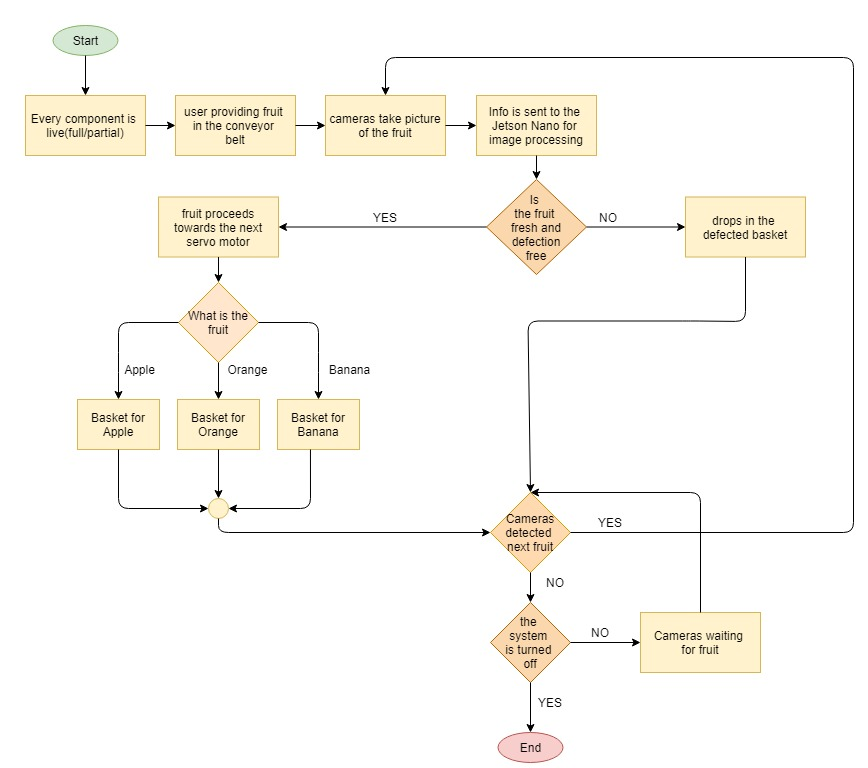 Start
Every component is
live(full/partial)
user providing fruit
in the conveyor
belt
cameras take picture
of the fruit
Info is sent to the
Jetson Nano for
image processing
fruit proceeds
towards the next
servo motor
YES
Is
the fruit
fresh and
defection
free
NO
drops in the
defected basket
What is the
fruit
Apple
Orange
Banana
Basket for
Apple
Basket for
Orange
Basket for
Banana
Cameras
detected
next fruit
YES
NO
the
system
is turned
off
NO
Cameras waiting
for fruit
YES
End